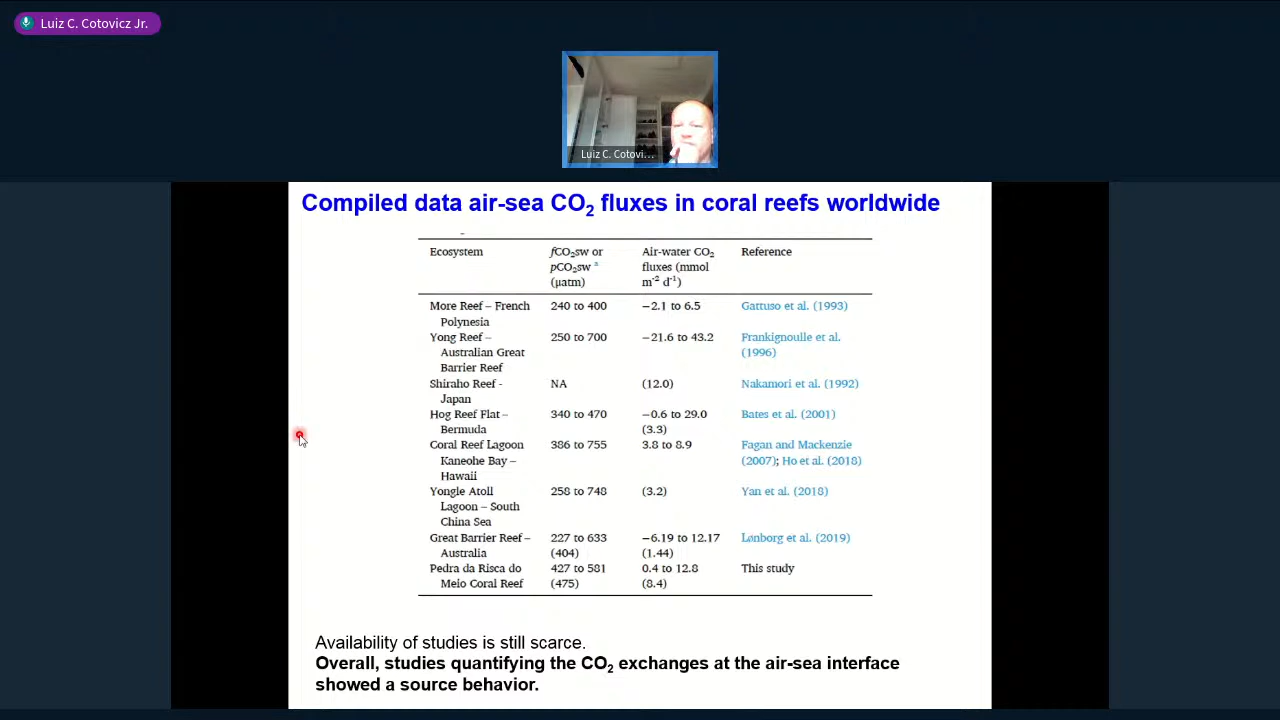 Luiz C. Cotovicz Jr.
Luiz C. Cotovi...
Compiled data air-sea CO2 fluxes in coral reefs worldwide
Ecosystem fCO2sw or pCO2sw a (µatm) Air-water CO2 fluxes (mmol m-2 d-1) Reference
More Reef – French Polynesia 240 to 400 −2.1 to 6.5 Gattuso et al. (1993)
Yong Reef – Australian Great Barrier Reef 250 to 700 −21.6 to 43.2 Frankignoulle et al. (1996)
Shiraho Reef - Japan NA (12.0) Nakamori et al. (1992)
Hog Reef Flat – Bermuda 340 to 470 −0.6 to 29.0 (3.3) Bates et al. (2001)
Coral Reef Lagoon Kaneohe Bay – Hawaii 386 to 755 3.8 to 8.9 Fagan and Mackenzie (2007); Ho et al. (2018)
Yongle Atoll Lagoon – South China Sea 258 to 748 (3.2) Yan et al. (2018)
Great Barrier Reef – Australia 227 to 633 (404) −6.19 to 12.17 (1.44) Lønborg et al. (2019)
Pedra da Risca do Meio Coral Reef 427 to 581 (475) 0.4 to 12.8 (8.4) This study
Availability of studies is still scarce.
Overall, studies quantifying the CO2 exchanges at the air-sea interface
showed a source behavior.